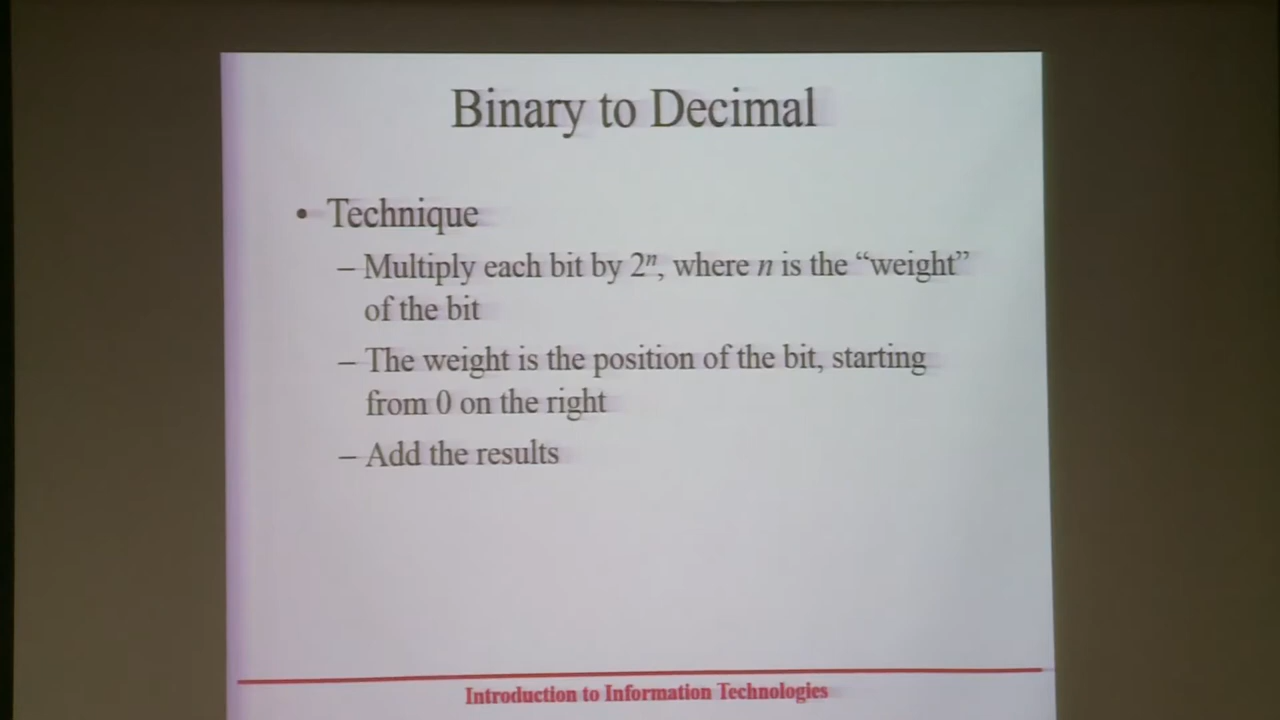 Binary to Decimal
• Technique
– Multiply each bit by 2ⁿ, where n is the “weight”
of the bit
– The weight is the position of the bit, starting
from 0 on the right
– Add the results
Introduction to Information Technologies